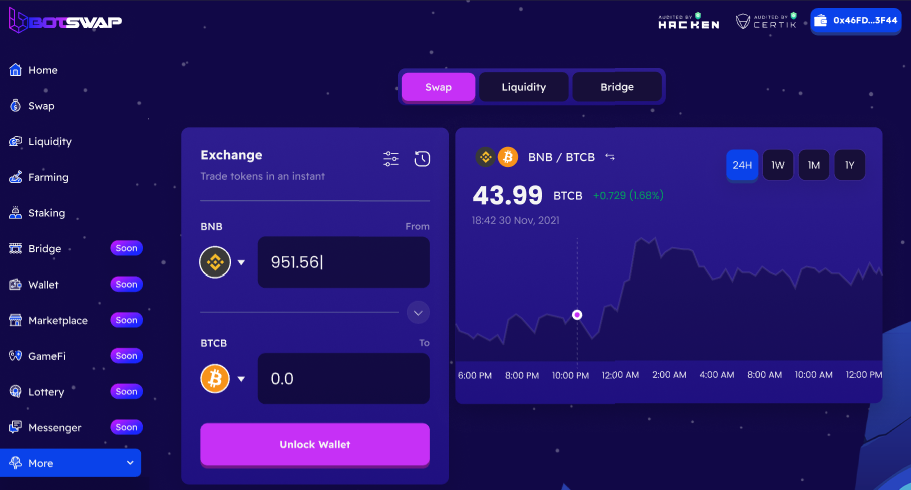 BOTSWAP
AUDITED BY
HACKEN
AUDITED BY
CERTIK
0x46FD...3F44
Home
Swap
Liquidity
Farming
Staking
Bridge Soon
Wallet Soon
Marketplace Soon
GameFi Soon
Lottery Soon
Messenger Soon
More
Swap Liquidity Bridge
Exchange
Trade tokens in an instant
BNB From
951.56
BTCB To
0.0
Unlock Wallet
BNB / BTCB
24H 1W 1M 1Y
43.99 BTCB +0.729 (1.68%)
18:42 30 Nov, 2021
6:00 PM 8:00 PM 10:00 PM 12:00 AM 2:00 AM 4:00 AM 8:00 AM 10:00 AM 12:00 PM